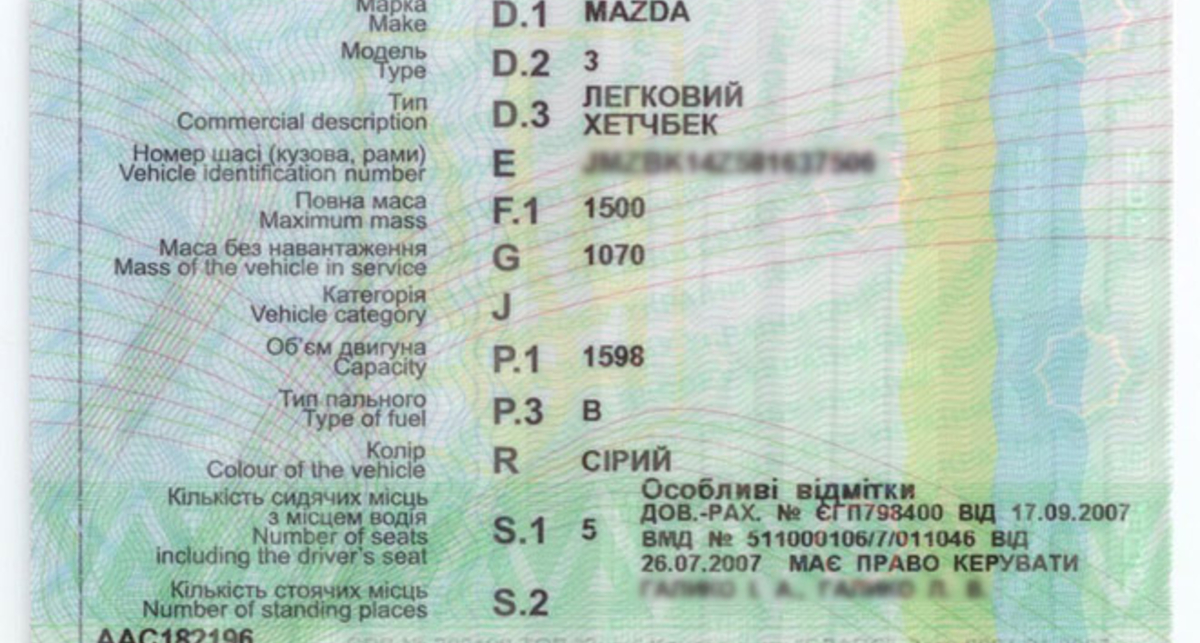 Марка
Make D.1 MAZDA
Модель
Type D.2 3
Тип
Commercial description D.3 ЛЕГКОВИЙ
ХЕТЧБЕК
Номер шасі (кузова, рами)
Vehicle identification number E
Повна маса
Maximum mass F.1 1500
Маса без навантаження
Mass of the vehicle in service G 1070
Категорія
Vehicle category J
Об'єм двигуна
Capacity P.1 1598
Тип пального
Type of fuel P.3 B
Колір
Colour of the vehicle R СІРИЙ
Кількість сидячих місць
з місцем водія
Number of seats
including the driver's seat S.1 5
Особливі відмітки
ДОВ.-РАХ. № ЄГП798400 ВІД 17.09.2007
ВМД № 511000106/7/011046 ВІД
26.07.2007 МАЄ ПРАВО КЕРУВАТИ
Кількість стоячих місць
Number of standing places S.2
ААС182196